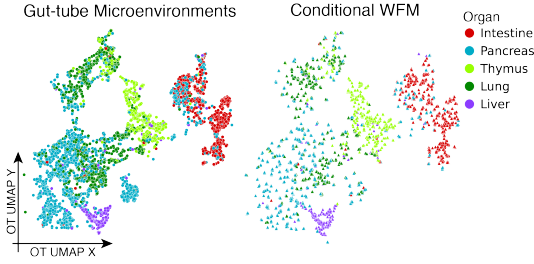 Gut-tube Microenvironments
Conditional WFM
Organ
Intestine
Pancreas
Thymus
Lung
Liver
OT UMAP Y
OT UMAP X